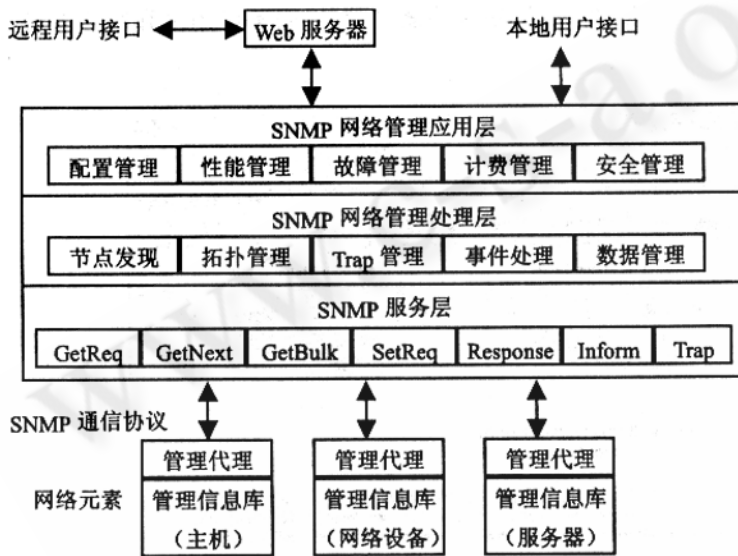 远程用户接口 Web 服务器 本地用户接口
SNMP 网络管理应用层
配置管理 性能管理 故障管理 计费管理 安全管理
SNMP 网络管理处理层
节点发现 拓扑管理 Trap 管理 事件处理 数据管理
SNMP 服务层
GetReq GetNext GetBulk SetReq Response Inform Trap
SNMP 通信协议
管理代理 管理代理 管理代理
网络元素 管理信息库 管理信息库 管理信息库
（主机） （网络设备） （服务器）